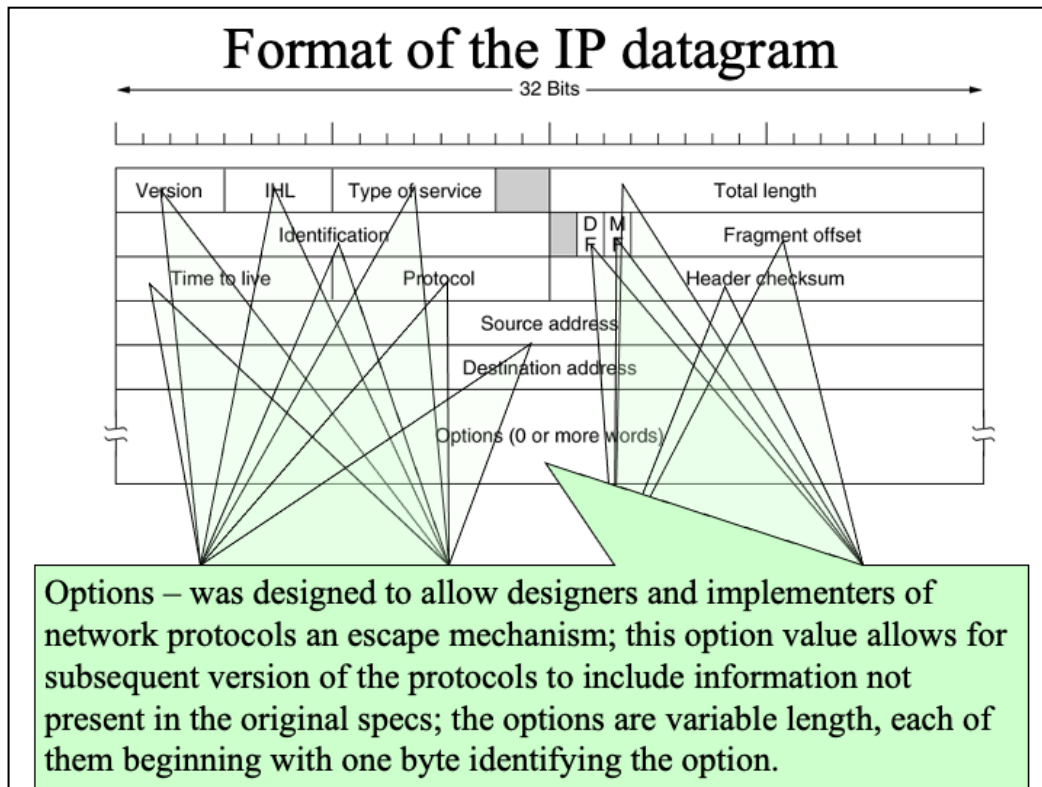 Format of the IP datagram
32 Bits
Version IHL Type of service Total length
Identification DF MF Fragment offset
Time to live Protocol Header checksum
Source address
Destination address
Options (0 or more words)
Options – was designed to allow designers and implementers of
network protocols an escape mechanism; this option value allows for
subsequent version of the protocols to include information not
present in the original specs; the options are variable length, each of
them beginning with one byte identifying the option.